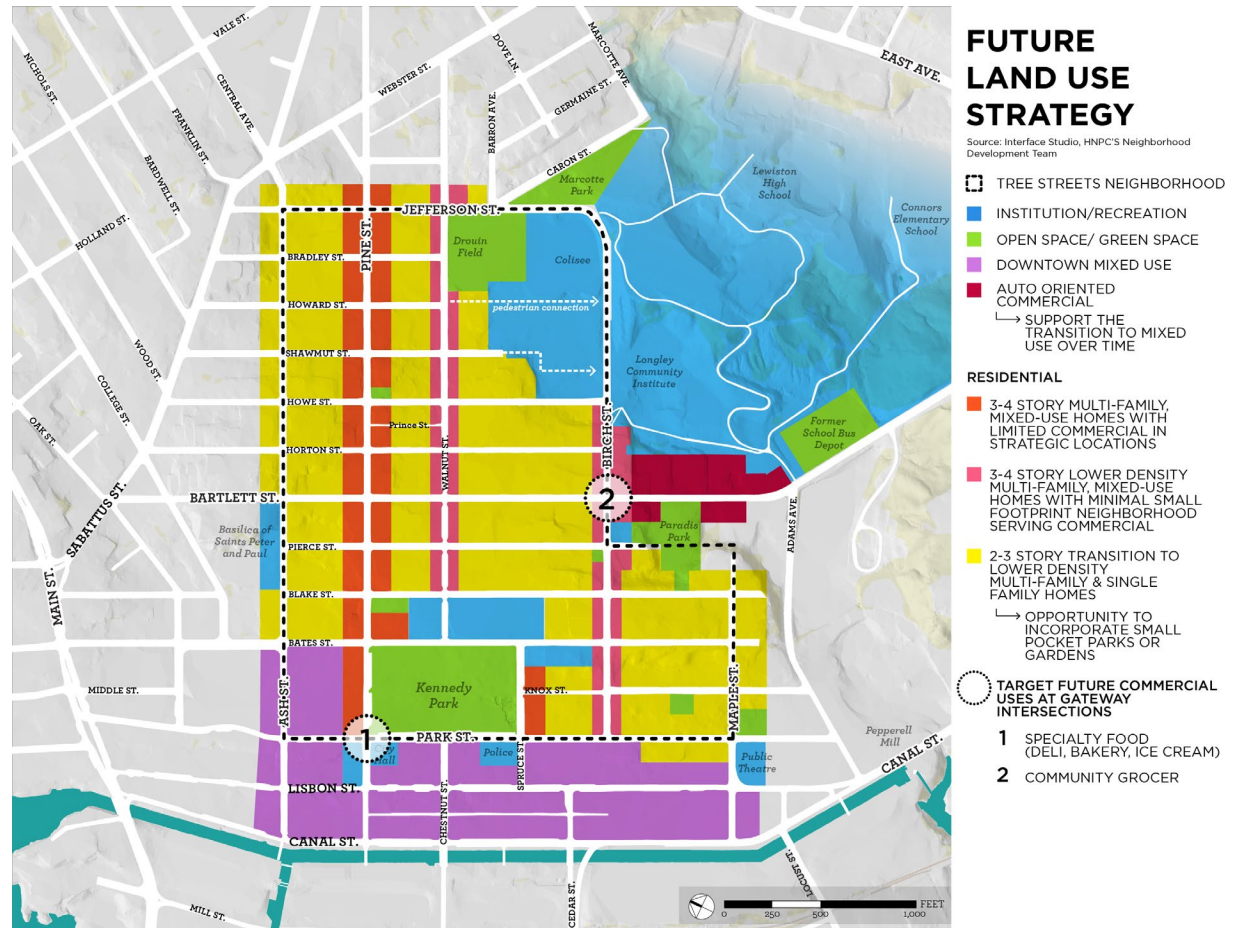 FUTURE
LAND USE
STRATEGY
Source: Interface Studio, HNPC'S Neighborhood
Development Team
TREE STREETS NEIGHBORHOOD
INSTITUTION/RECREATION
OPEN SPACE/ GREEN SPACE
DOWNTOWN MIXED USE
AUTO ORIENTED
COMMERCIAL
SUPPORT THE
TRANSITION TO MIXED
USE OVER TIME
RESIDENTIAL
3-4 STORY MULTI-FAMILY,
MIXED-USE HOMES WITH
LIMITED COMMERCIAL IN
STRATEGIC LOCATIONS
3-4 STORY LOWER DENSITY
MULTI-FAMILY, MIXED-USE
HOMES WITH MINIMAL SMALL
FOOTPRINT NEIGHBORHOOD
SERVING COMMERCIAL
2-3 STORY TRANSITION TO
LOWER DENSITY
MULTI-FAMILY & SINGLE
FAMILY HOMES
OPPORTUNITY TO
INCORPORATE SMALL
POCKET PARKS OR
GARDENS
TARGET FUTURE COMMERCIAL
USES AT GATEWAY
INTERSECTIONS
1 SPECIALTY FOOD
(DELI, BAKERY, ICE CREAM)
2 COMMUNITY GROCER
VALE ST.
NICHOLS ST.
CENTRAL AVE.
FRANKLIN ST.
BARDWELL ST.
HOLLAND ST.
WEBSTER ST.
DOVE LN.
MARCOTTE AVE.
GERMAINE ST.
BARRON AVE.
CARON ST.
EAST AVE.
Marcotte
Park
Lewiston
High
School
Connors
Elementary
School
JEFFERSON ST.
PINE ST.
Drouin
Field
Colisee
BRADLEY ST.
HOWARD ST.
pedestrian connection
SHAWMUT ST.
WOOD ST.
COLLEGE ST.
OAK ST.
Longley
Community
Institute
HOWE ST.
Prince St.
BIRCH ST.
Former
School Bus
Depot
HORTON ST.
WALNUT ST.
SABATTUS ST.
BARTLETT ST.
2
Basilica of
Saints Peter
and Paul
Paradis
Park
ADAMS AVE.
PIERCE ST.
MAIN ST.
BLAKE ST.
BATES ST.
MIDDLE ST.
ASH ST.
Kennedy
Park
KNOX ST.
MAPLE ST.
1
PARK ST.
Hall
Police
SPRUCE ST.
Public
Theatre
Pepperell
Mill
CANAL ST.
LISBON ST.
CHESTNUT ST.
CANAL ST.
CEDAR ST.
LOCUST ST.
MILL ST.
FEET
0 250 500 1,000